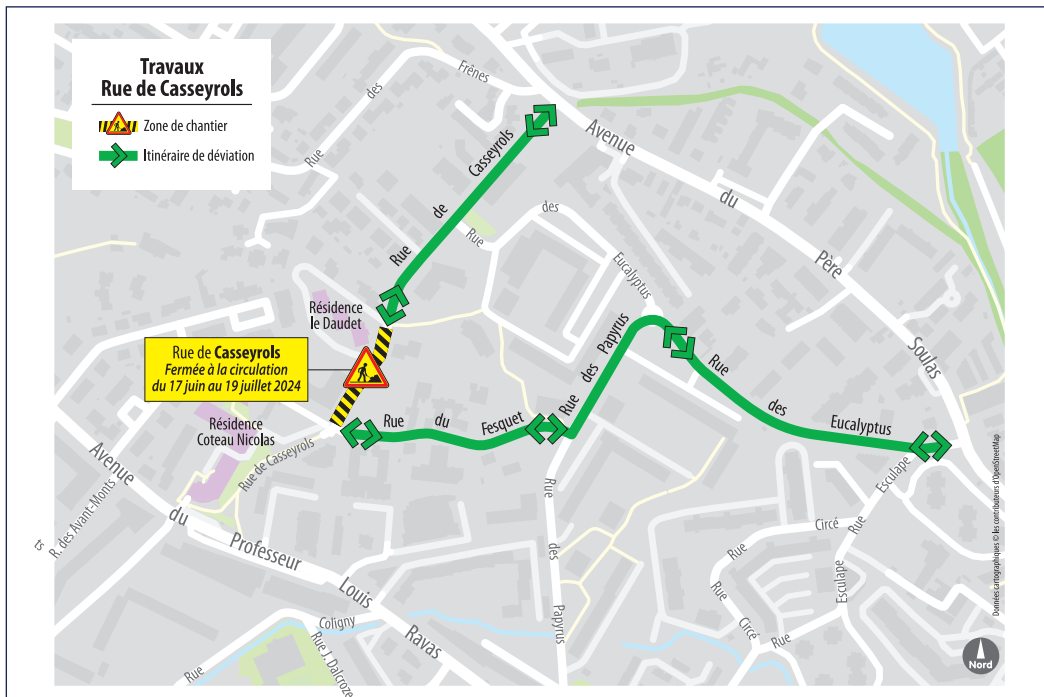 Travaux
Rue de Casseyrols
Zone de chantier
Itinéraire de déviation
Rue des Frênes
Avenue du Père Soulas
Rue de Casseyrols
Rue des Eucalyptus
Résidence
le Daudet
Rue de Casseyrols
Fermée à la circulation
du 17 juin au 19 juillet 2024
Rue des Papyrus
Rue des Eucalyptus
Résidence
Coteau Nicolas
Rue du Fesquet
Rue de Casseyrols
Avenue du Professeur Louis Ravas
R. des Avant-Monts
ts
Rue des Papyrus
Rue Esculape
Esculape
Rue Circé
Rue Circé
Rue
Rue Coligny
Rue J. Dalcroze
Données cartographiques © les contributeurs d'OpenStreetMap
Nord